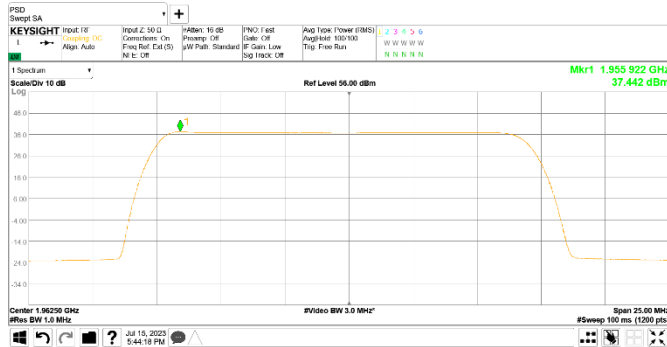 PSD
Swept SA
+
KEYSIGHT Input: RF Input Z: 50 Ω #Atten: 16 dB PNO: Fast Avg Type: Power (RMS) 1 2 3 4 5 6
L Coupling: DC Corrections: On Preamp: Off Gate: Off Avg|Hold: 100/100 W W W W W
Align: Auto Freq Ref: Ext (S) µW Path: Standard IF Gain: Low Trig: Free Run
NFE: Off Sig Track: Off N N N N N
1 Spectrum Mkr1 1.955 922 GHz
Scale/Div 10 dB Ref Level 56.00 dBm 37.442 dBm
Log
46.0
1
36.0
26.0
16.0
6.00
-4.00
-14.0
-24.0
-34.0
Center 1.96250 GHz #Video BW 3.0 MHz* Span 25.00 MHz
#Res BW 1.0 MHz #Sweep 100 ms (1200 pts)
? Jul 15, 2023
5:44:18 PM